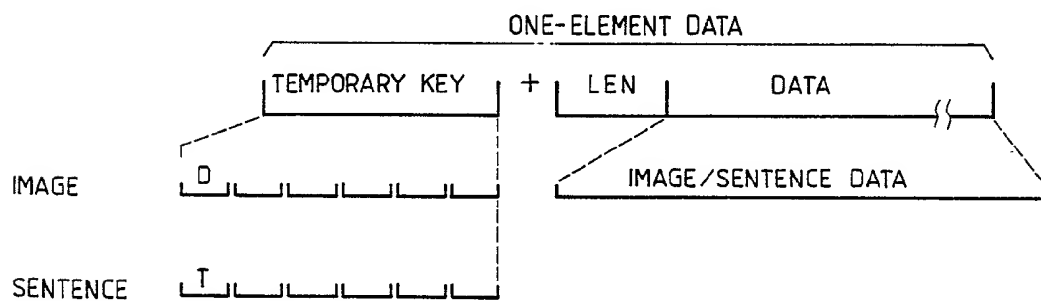 ONE-ELEMENT DATA
TEMPORARY KEY + LEN DATA
IMAGE D IMAGE/SENTENCE DATA
SENTENCE T